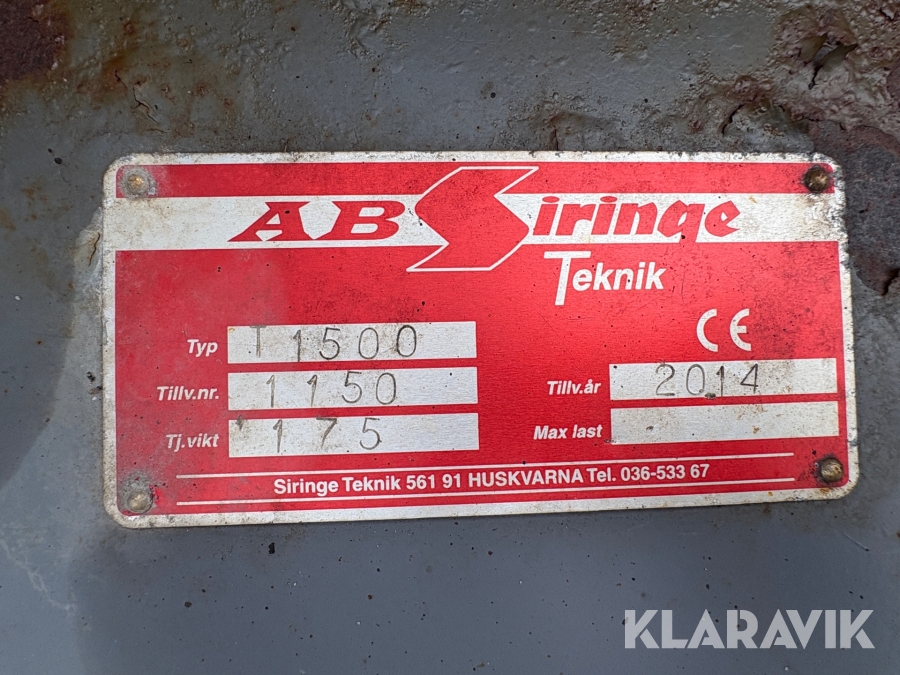 AB Siringe
Teknik
CE
Typ T1500
Tillv.nr. 1150
Tillv.år 2014
Tj.vikt 175
Max last
Siringe Teknik 561 91 HUSKVARNA Tel. 036-533 67
KLARAVIK